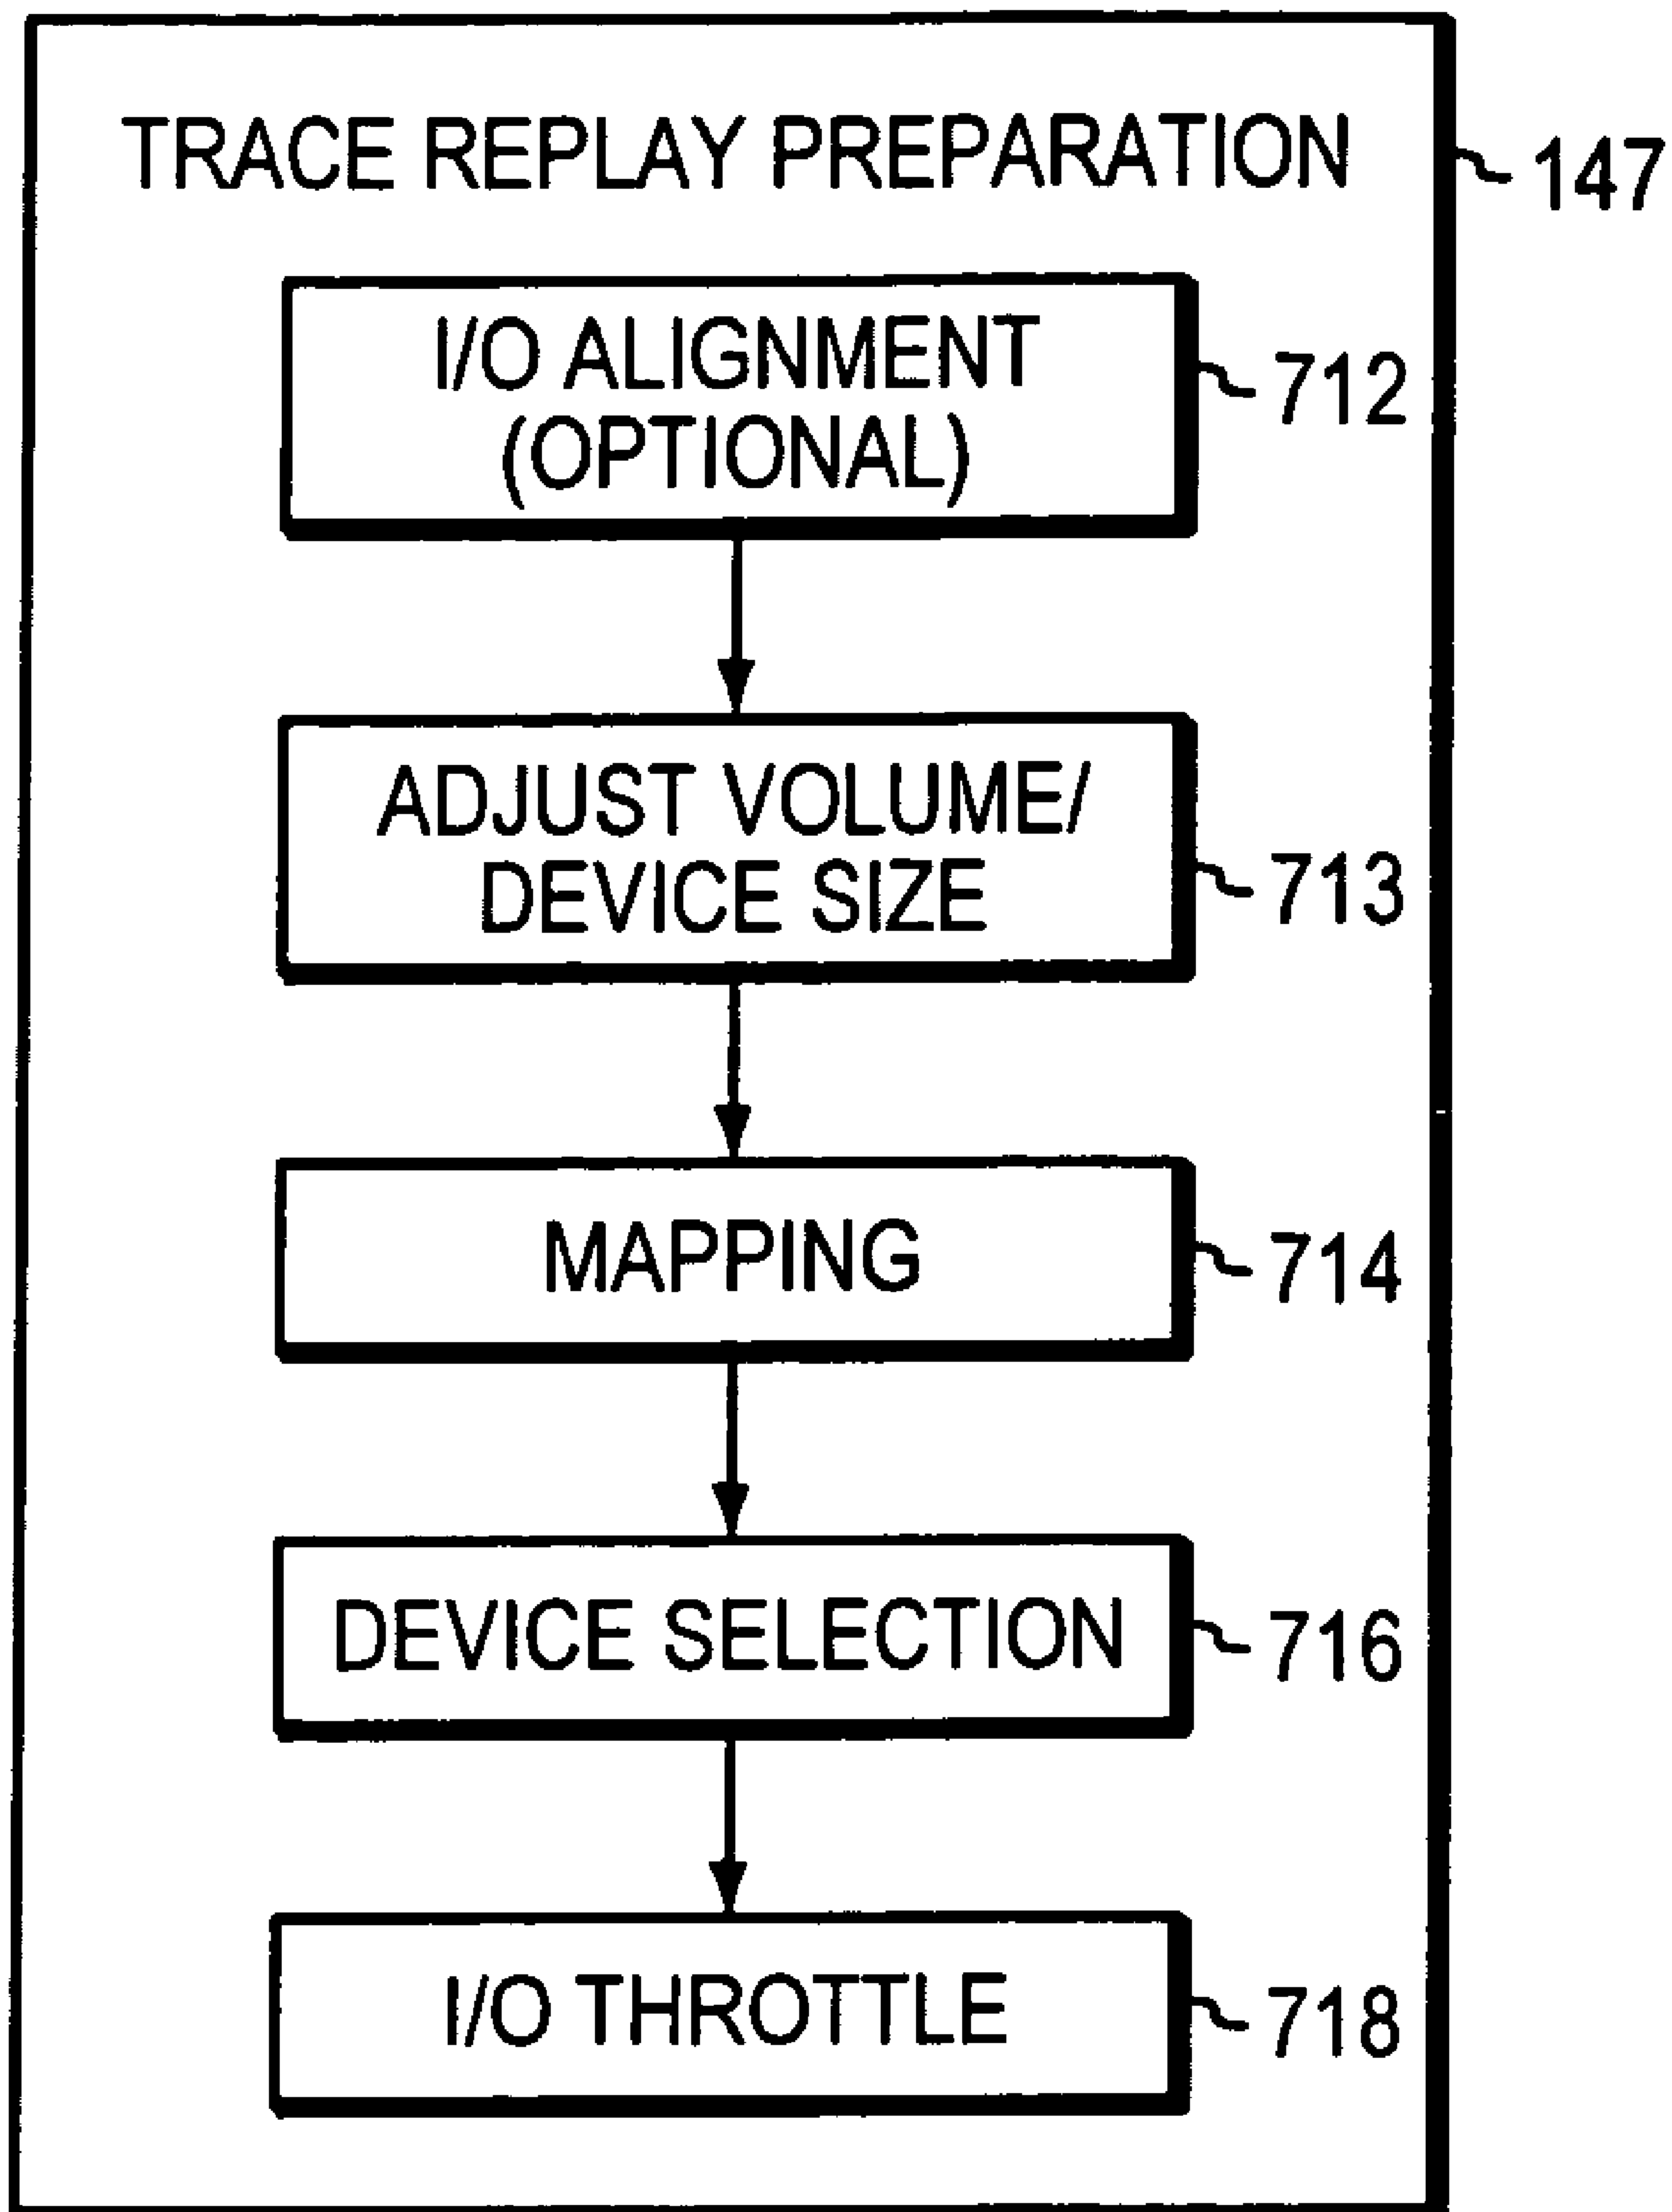 TRACE REPLAY PREPARATION
147
I/O ALIGNMENT
(OPTIONAL)
712
ADJUST VOLUME/
DEVICE SIZE
713
MAPPING
714
DEVICE SELECTION
716
I/O THROTTLE
718